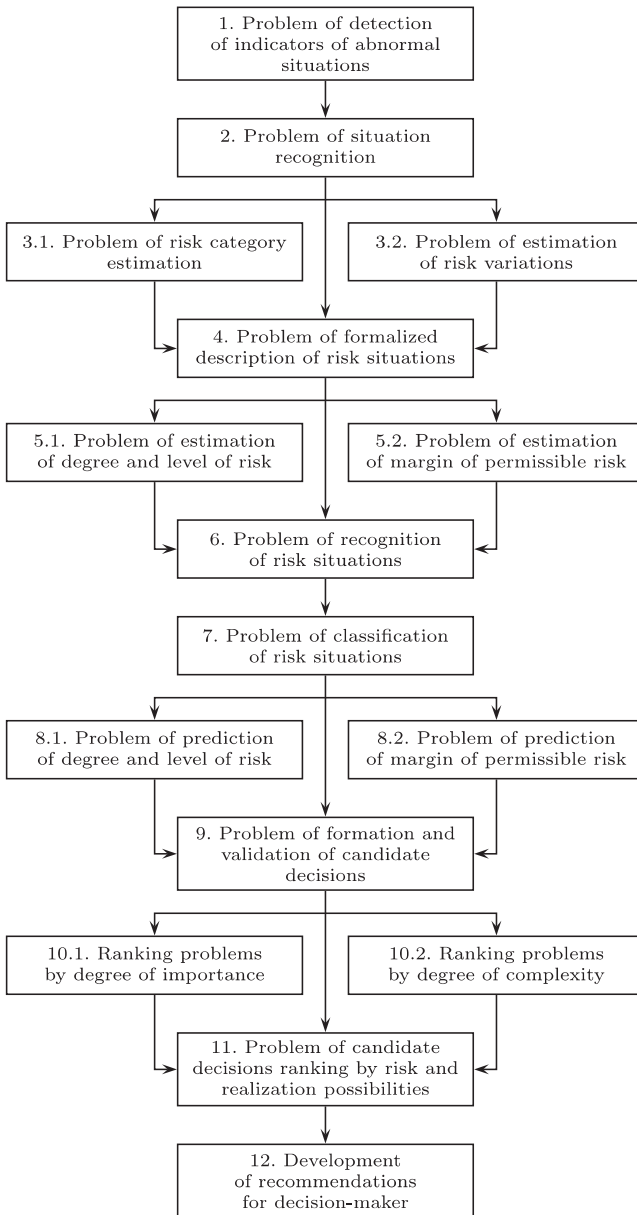 1. Problem of detection
of indicators of abnormal
situations
2. Problem of situation
recognition
3.1. Problem of risk category
estimation
3.2. Problem of estimation
of risk variations
4. Problem of formalized
description of risk situations
5.1. Problem of estimation
of degree and level of risk
5.2. Problem of estimation
of margin of permissible risk
6. Problem of recognition
of risk situations
7. Problem of classification
of risk situations
8.1. Problem of prediction
of degree and level of risk
8.2. Problem of prediction
of margin of permissible risk
9. Problem of formation and
validation of candidate
decisions
10.1. Ranking problems
by degree of importance
10.2. Ranking problems
by degree of complexity
11. Problem of candidate
decisions ranking by risk and
realization possibilities
12. Development
of recommendations
for decision-maker